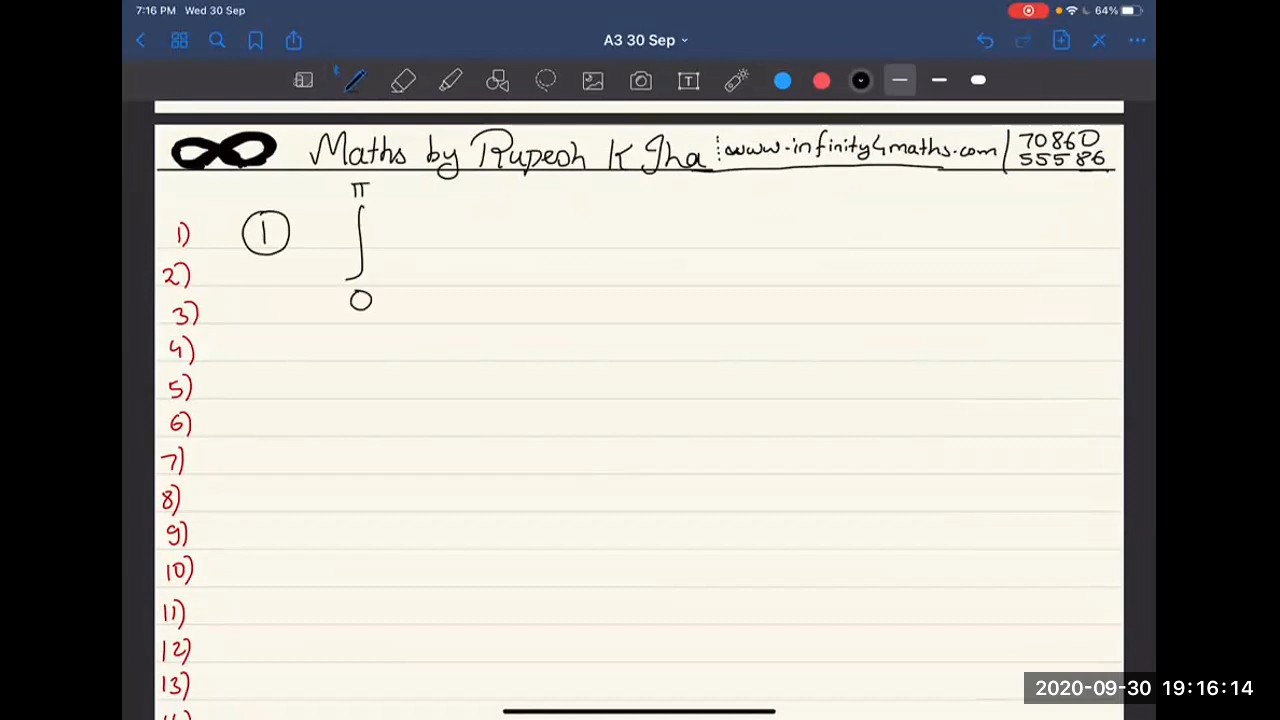 7:16 PM Wed 30 Sep 64%
A3 30 Sep
T
Maths by Rupesh K Jha www.infinity4maths.com 70860
55586
π
1) 1 ∫
2) 0
3)
4)
5)
6)
7)
8)
9)
10)
11)
12)
13)
2020-09-30 19:16:14